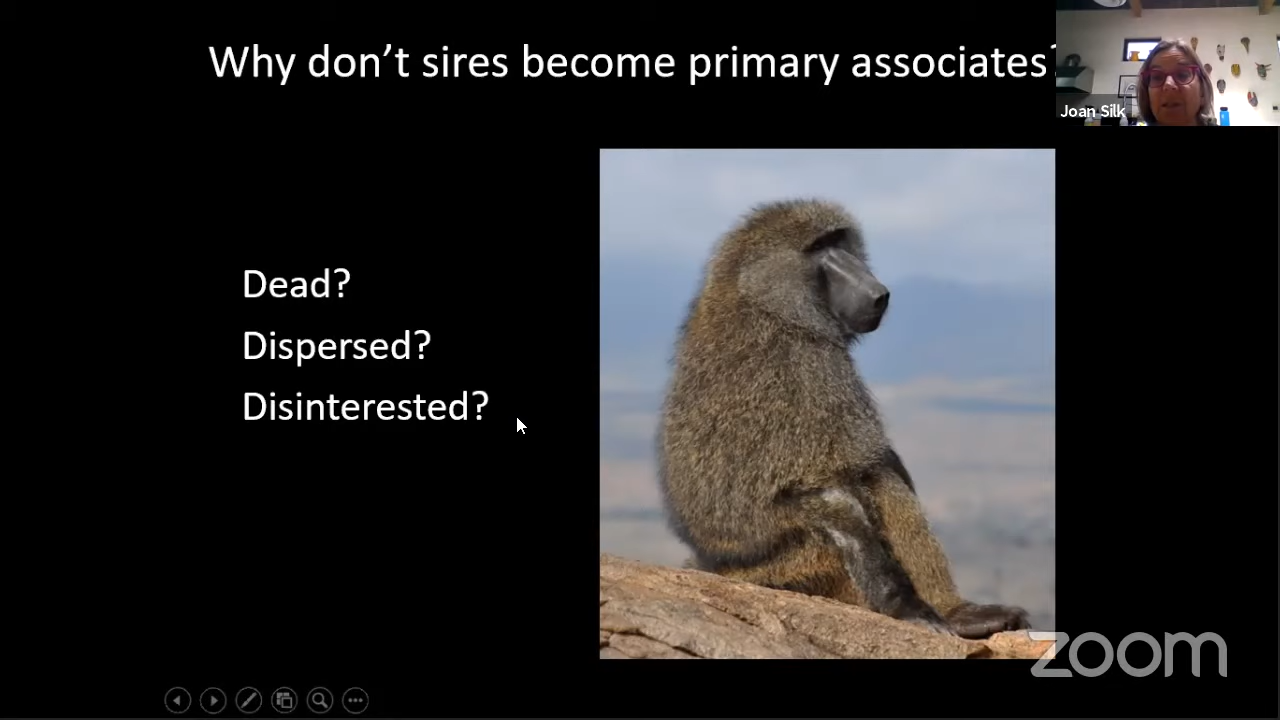 Why don't sires become primary associates?
Joan Silk
Dead?
Dispersed?
Disinterested?
zoom